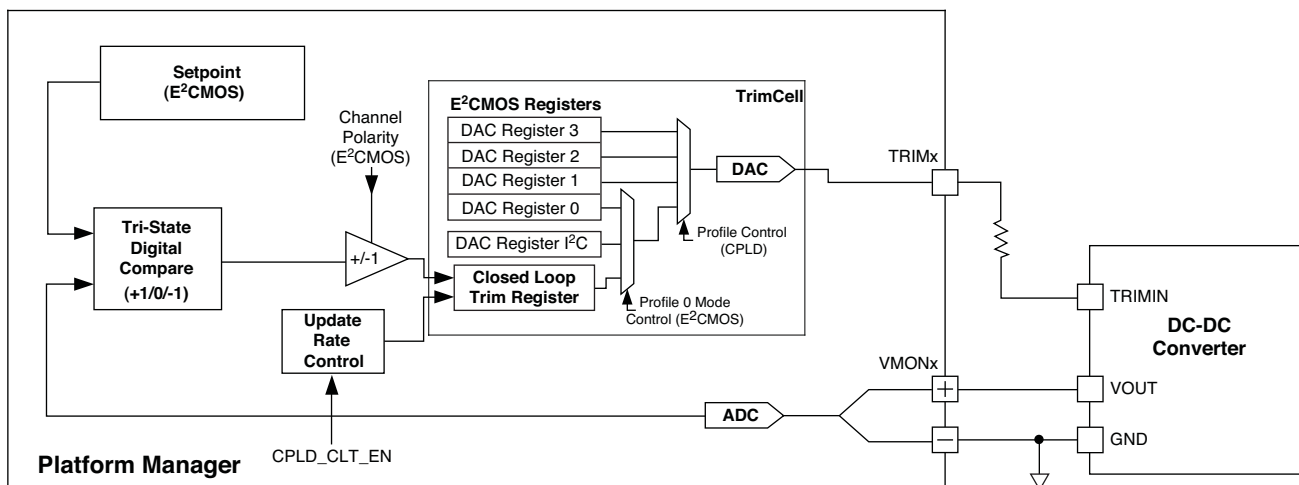 Setpoint
(E²CMOS)
TrimCell
E²CMOS Registers
DAC Register 3
DAC Register 2
DAC Register 1
DAC Register 0
DAC Register I²C
Closed Loop
Trim Register
Channel
Polarity
(E²CMOS)
DAC
TRIMx
Profile Control
(CPLD)
Profile 0 Mode
Control (E²CMOS)
Tri-State
Digital
Compare
(+1/0/-1)
+/-1
Update
Rate
Control
CPLD_CLT_EN
ADC
VMONx
+
–
TRIMIN
DC-DC
Converter
VOUT
GND
Platform Manager